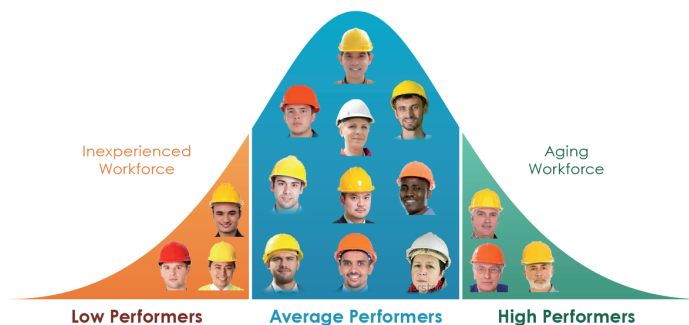 Inexperienced
Workforce
Aging
Workforce
Low Performers
Average Performers
High Performers